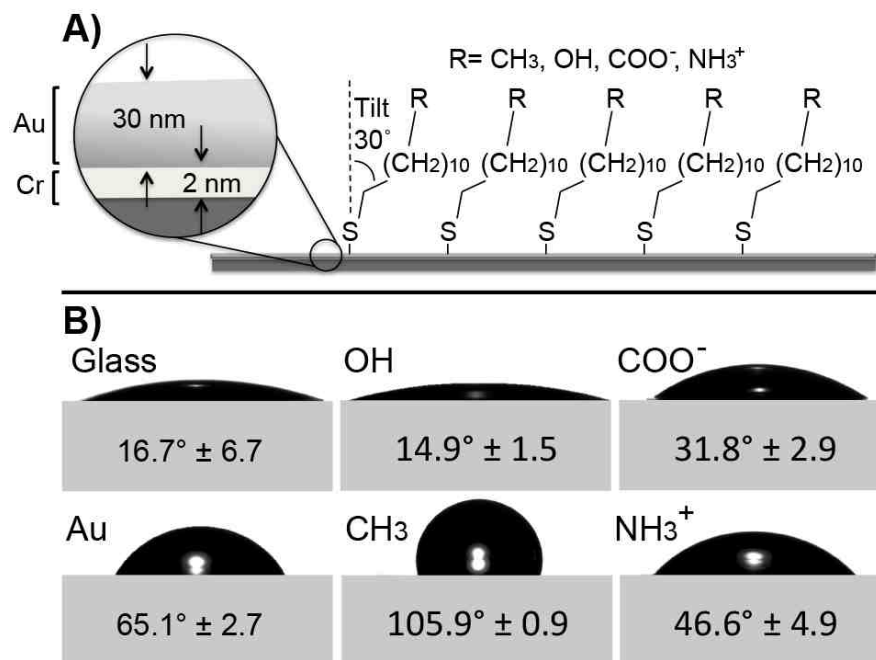 A)
R= CH3, OH, COO⁻, NH3⁺
Au
30 nm
Cr
2 nm
Tilt
30°
R R R R R
(CH2)10 (CH2)10 (CH2)10 (CH2)10 (CH2)10
S S S S S
B)
Glass OH COO⁻
16.7° ± 6.7 14.9° ± 1.5 31.8° ± 2.9
Au CH3 NH3⁺
65.1° ± 2.7 105.9° ± 0.9 46.6° ± 4.9